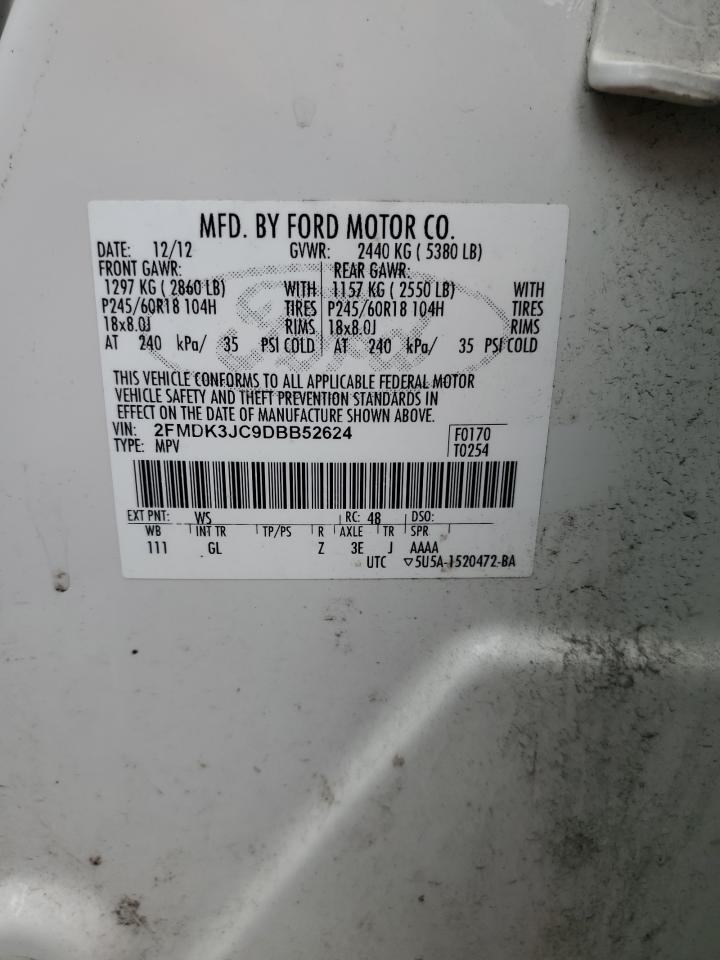 MFD. BY FORD MOTOR CO.
DATE: 12/12 GVWR: 2440 KG ( 5380 LB)
FRONT GAWR: REAR GAWR:
1297 KG ( 2860 LB) WITH 1157 KG ( 2550 LB) WITH
P245/60R18 104H TIRES P245/60R18 104H TIRES
18x8.0J RIMS 18x8.0J RIMS
AT 240 kPa/ 35 PSI COLD AT 240 kPa/ 35 PSI COLD
THIS VEHICLE CONFORMS TO ALL APPLICABLE FEDERAL MOTOR
VEHICLE SAFETY AND THEFT PREVENTION STANDARDS IN
EFFECT ON THE DATE OF MANUFACTURE SHOWN ABOVE.
VIN: 2FMDK3JC9DBB52624 F0170
TYPE: MPV T0254
EXT PNT: WS RC: 48 DSO:
WB INT TR TP/PS R AXLE TR SPR
111 GL Z 3E J AAAA
UTC ▽5U5A-1520472-BA